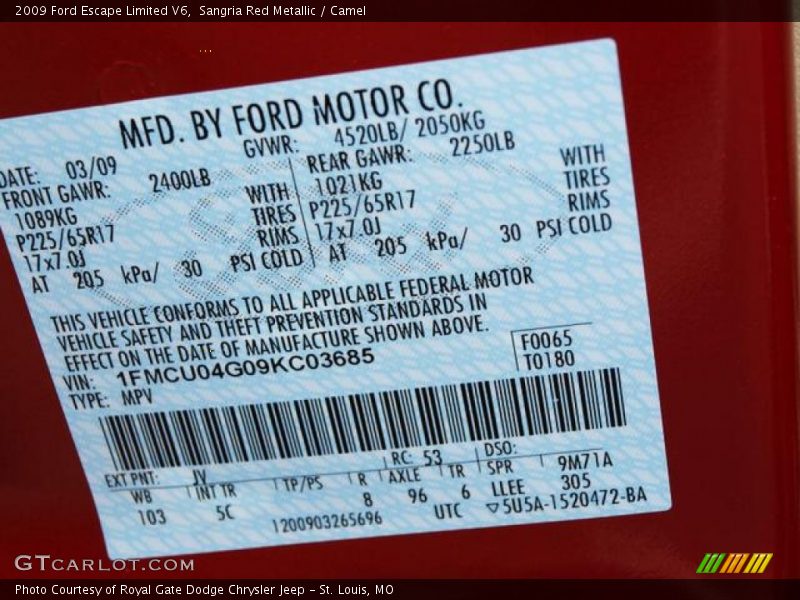 2009 Ford Escape Limited V6, Sangria Red Metallic / Camel
MFD. BY FORD MOTOR CO.
DATE: 03/09 GVWR: 4520LB/ 2050KG
FRONT GAWR: 2400LB REAR GAWR: 2250LB
1089KG WITH 1021KG WITH
P225/65R17 TIRES P225/65R17 TIRES
17x7.0J RIMS 17x7.0J RIMS
AT 205 kPa/ 30 PSI COLD AT 205 kPa/ 30 PSI COLD
THIS VEHICLE CONFORMS TO ALL APPLICABLE FEDERAL MOTOR
VEHICLE SAFETY AND THEFT PREVENTION STANDARDS IN
EFFECT ON THE DATE OF MANUFACTURE SHOWN ABOVE.
VIN: 1FMCU04G09KC03685 F0065
TYPE: MPV T0180
EXT PNT: JV RC: 53 DSO:
WB INT TR TP/PS R AXLE TR SPR 9M71A
103 5C 8 96 6 LLEE 305
1200903265696 UTC ▽5U5A-1520472-BA
GTCARLOT.COM
Photo Courtesy of Royal Gate Dodge Chrysler Jeep - St. Louis, MO